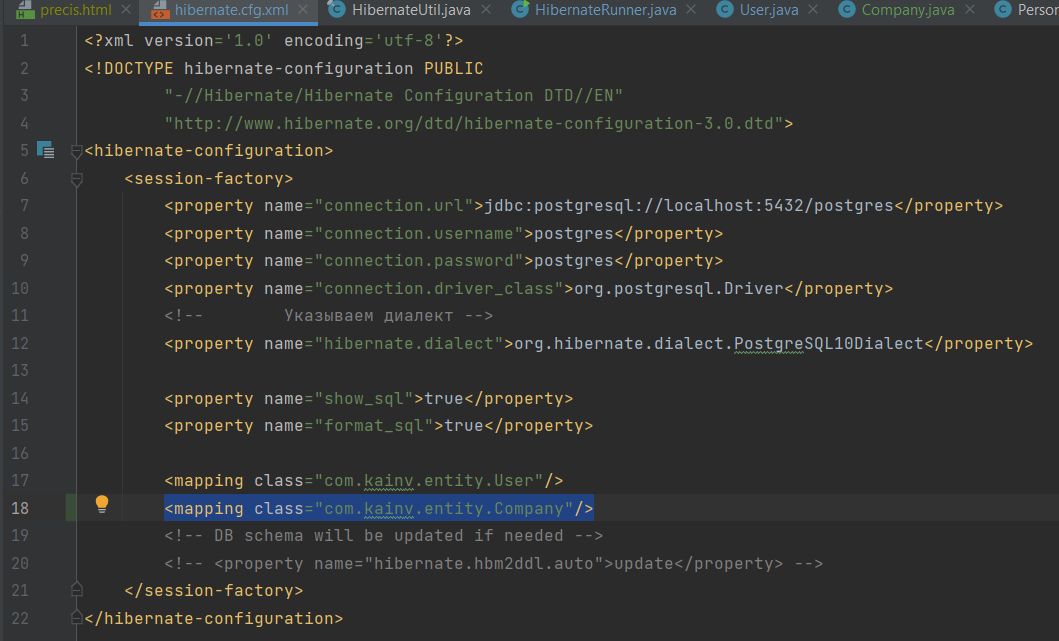 precis.html hibernate.cfg.xml HibernateUtil.java HibernateRunner.java User.java Company.java Person
1 <?xml version='1.0' encoding='utf-8'?>
2 <!DOCTYPE hibernate-configuration PUBLIC
3 "-//Hibernate/Hibernate Configuration DTD//EN"
4 "http://www.hibernate.org/dtd/hibernate-configuration-3.0.dtd">
5 <hibernate-configuration>
6 <session-factory>
7 <property name="connection.url">jdbc:postgresql://localhost:5432/postgres</property>
8 <property name="connection.username">postgres</property>
9 <property name="connection.password">postgres</property>
10 <property name="connection.driver_class">org.postgresql.Driver</property>
11 <!-- Указываем диалект -->
12 <property name="hibernate.dialect">org.hibernate.dialect.PostgreSQL10Dialect</property>
13
14 <property name="show_sql">true</property>
15 <property name="format_sql">true</property>
16
17 <mapping class="com.kainv.entity.User"/>
18 <mapping class="com.kainv.entity.Company"/>
19 <!-- DB schema will be updated if needed -->
20 <!-- <property name="hibernate.hbm2ddl.auto">update</property> -->
21 </session-factory>
22 </hibernate-configuration>